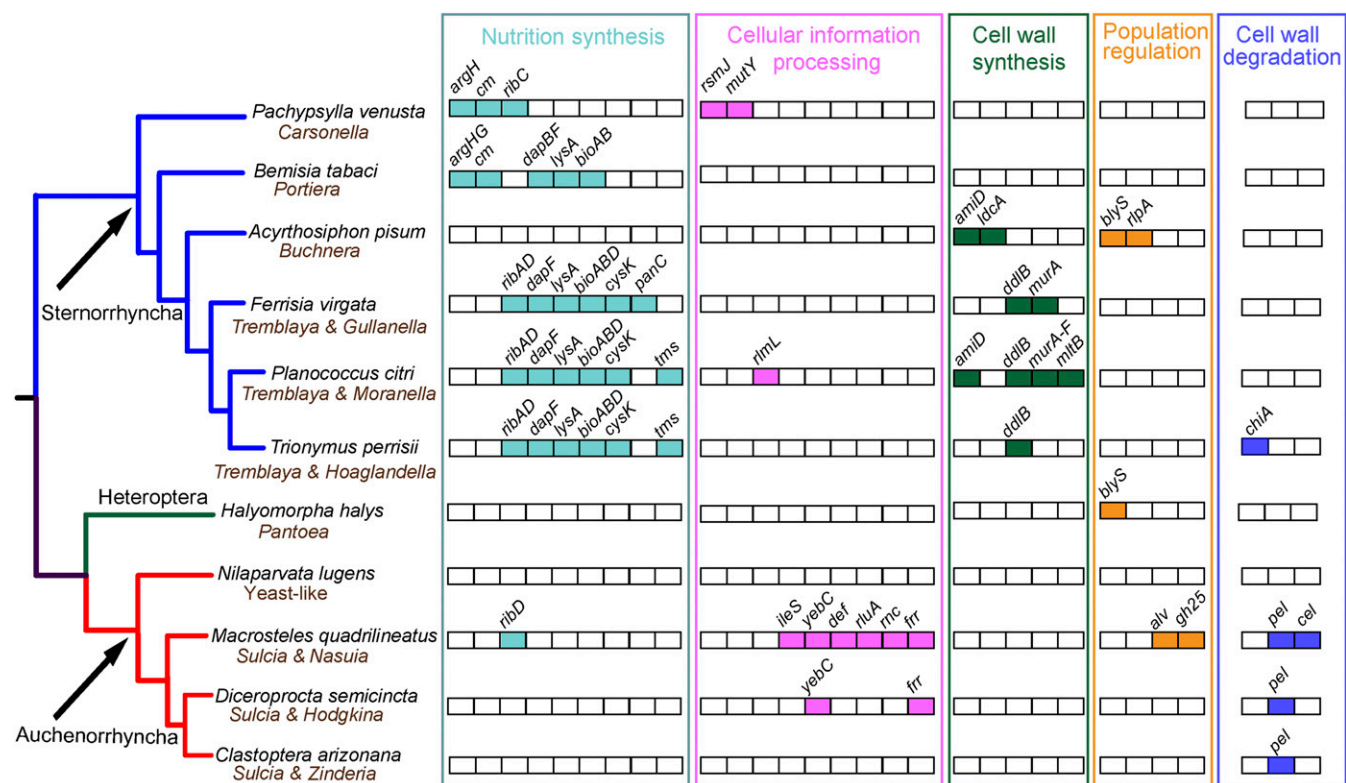 Nutrition synthesis
Cellular information
processing
Cell wall
synthesis
Population
regulation
Cell wall
degradation
argH cm ribC
rsmJ mutY
Pachypsylla venusta
Carsonella
argHG cm dapBF lysA bioAB
Bemisia tabaci
Portiera
amiD ldcA
blyS rlpA
Acyrthosiphon pisum
Buchnera
ribAD dapF lysA bioABD cysK panC
ddlB murA
Ferrisia virgata
Sternorrhyncha
Tremblaya & Gullanella
ribAD dapF lysA bioABD cysK tms
rlmL
amiD ddlB murA-F mltB
Planococcus citri
Tremblaya & Moranella
ribAD dapF lysA bioABD cysK tms
ddlB
chiA
Trionymus perrisii
Tremblaya & Hoaglandella
blyS
Heteroptera
Halyomorpha halys
Pantoea
Nilaparvata lugens
Yeast-like
ribD
ileS yebC def rluA rnc frr
alv gh25
pel cel
Macrosteles quadrilineatus
Sulcia & Nasuia
yebC frr
pel
Diceroprocta semicincta
Sulcia & Hodgkina
Auchenorrhyncha
pel
Clastoptera arizonana
Sulcia & Zinderia